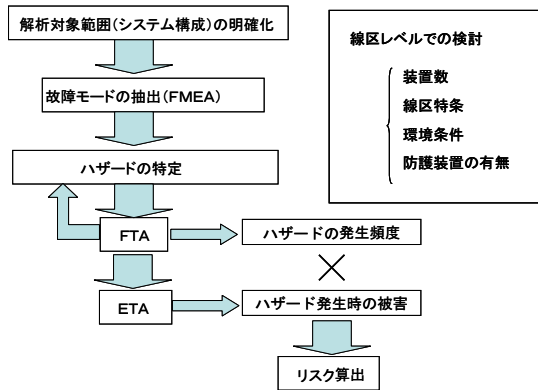 解析対象範囲(システム構成)の明確化
故障モードの抽出(FMEA)
ハザードの特定
FTA
ハザードの発生頻度
×
ETA
ハザード発生時の被害
リスク算出
線区レベルでの検討
装置数
線区特条
環境条件
防護装置の有無